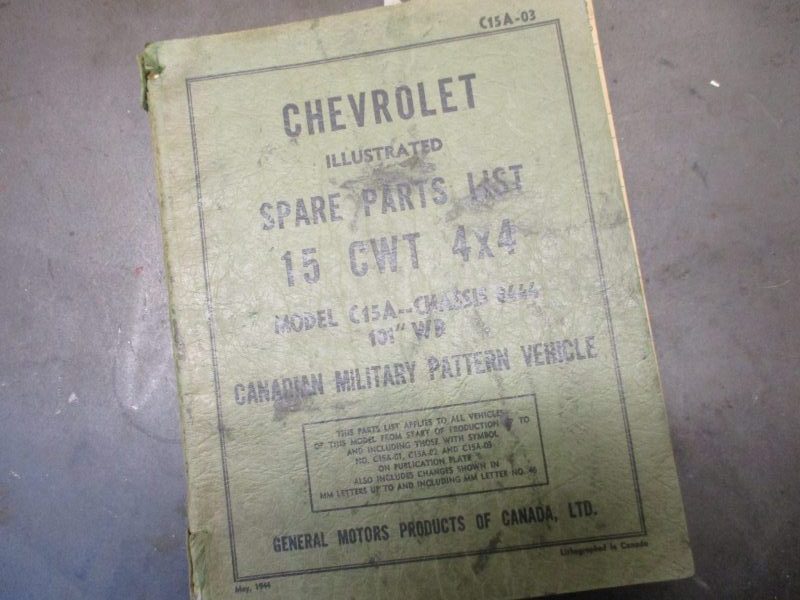 C15A-03
CHEVROLET
ILLUSTRATED
SPARE PARTS LIST
15 CWT 4x4
MODEL C15A--CHASSIS 8444
101" WB
CANADIAN MILITARY PATTERN VEHICLE
THIS PARTS LIST APPLIES TO ALL VEHICLES
OF THIS MODEL FROM START OF PRODUCTION UP TO
AND INCLUDING THOSE WITH SYMBOL
NO. C15A-01, C15A-02 AND C15A-03
ON PUBLICATION PLATE
ALSO INCLUDES CHANGES SHOWN IN
MM LETTERS UP TO AND INCLUDING MM LETTER NO. 46
GENERAL MOTORS PRODUCTS OF CANADA, LTD.
May, 1944
Lithographed in Canada